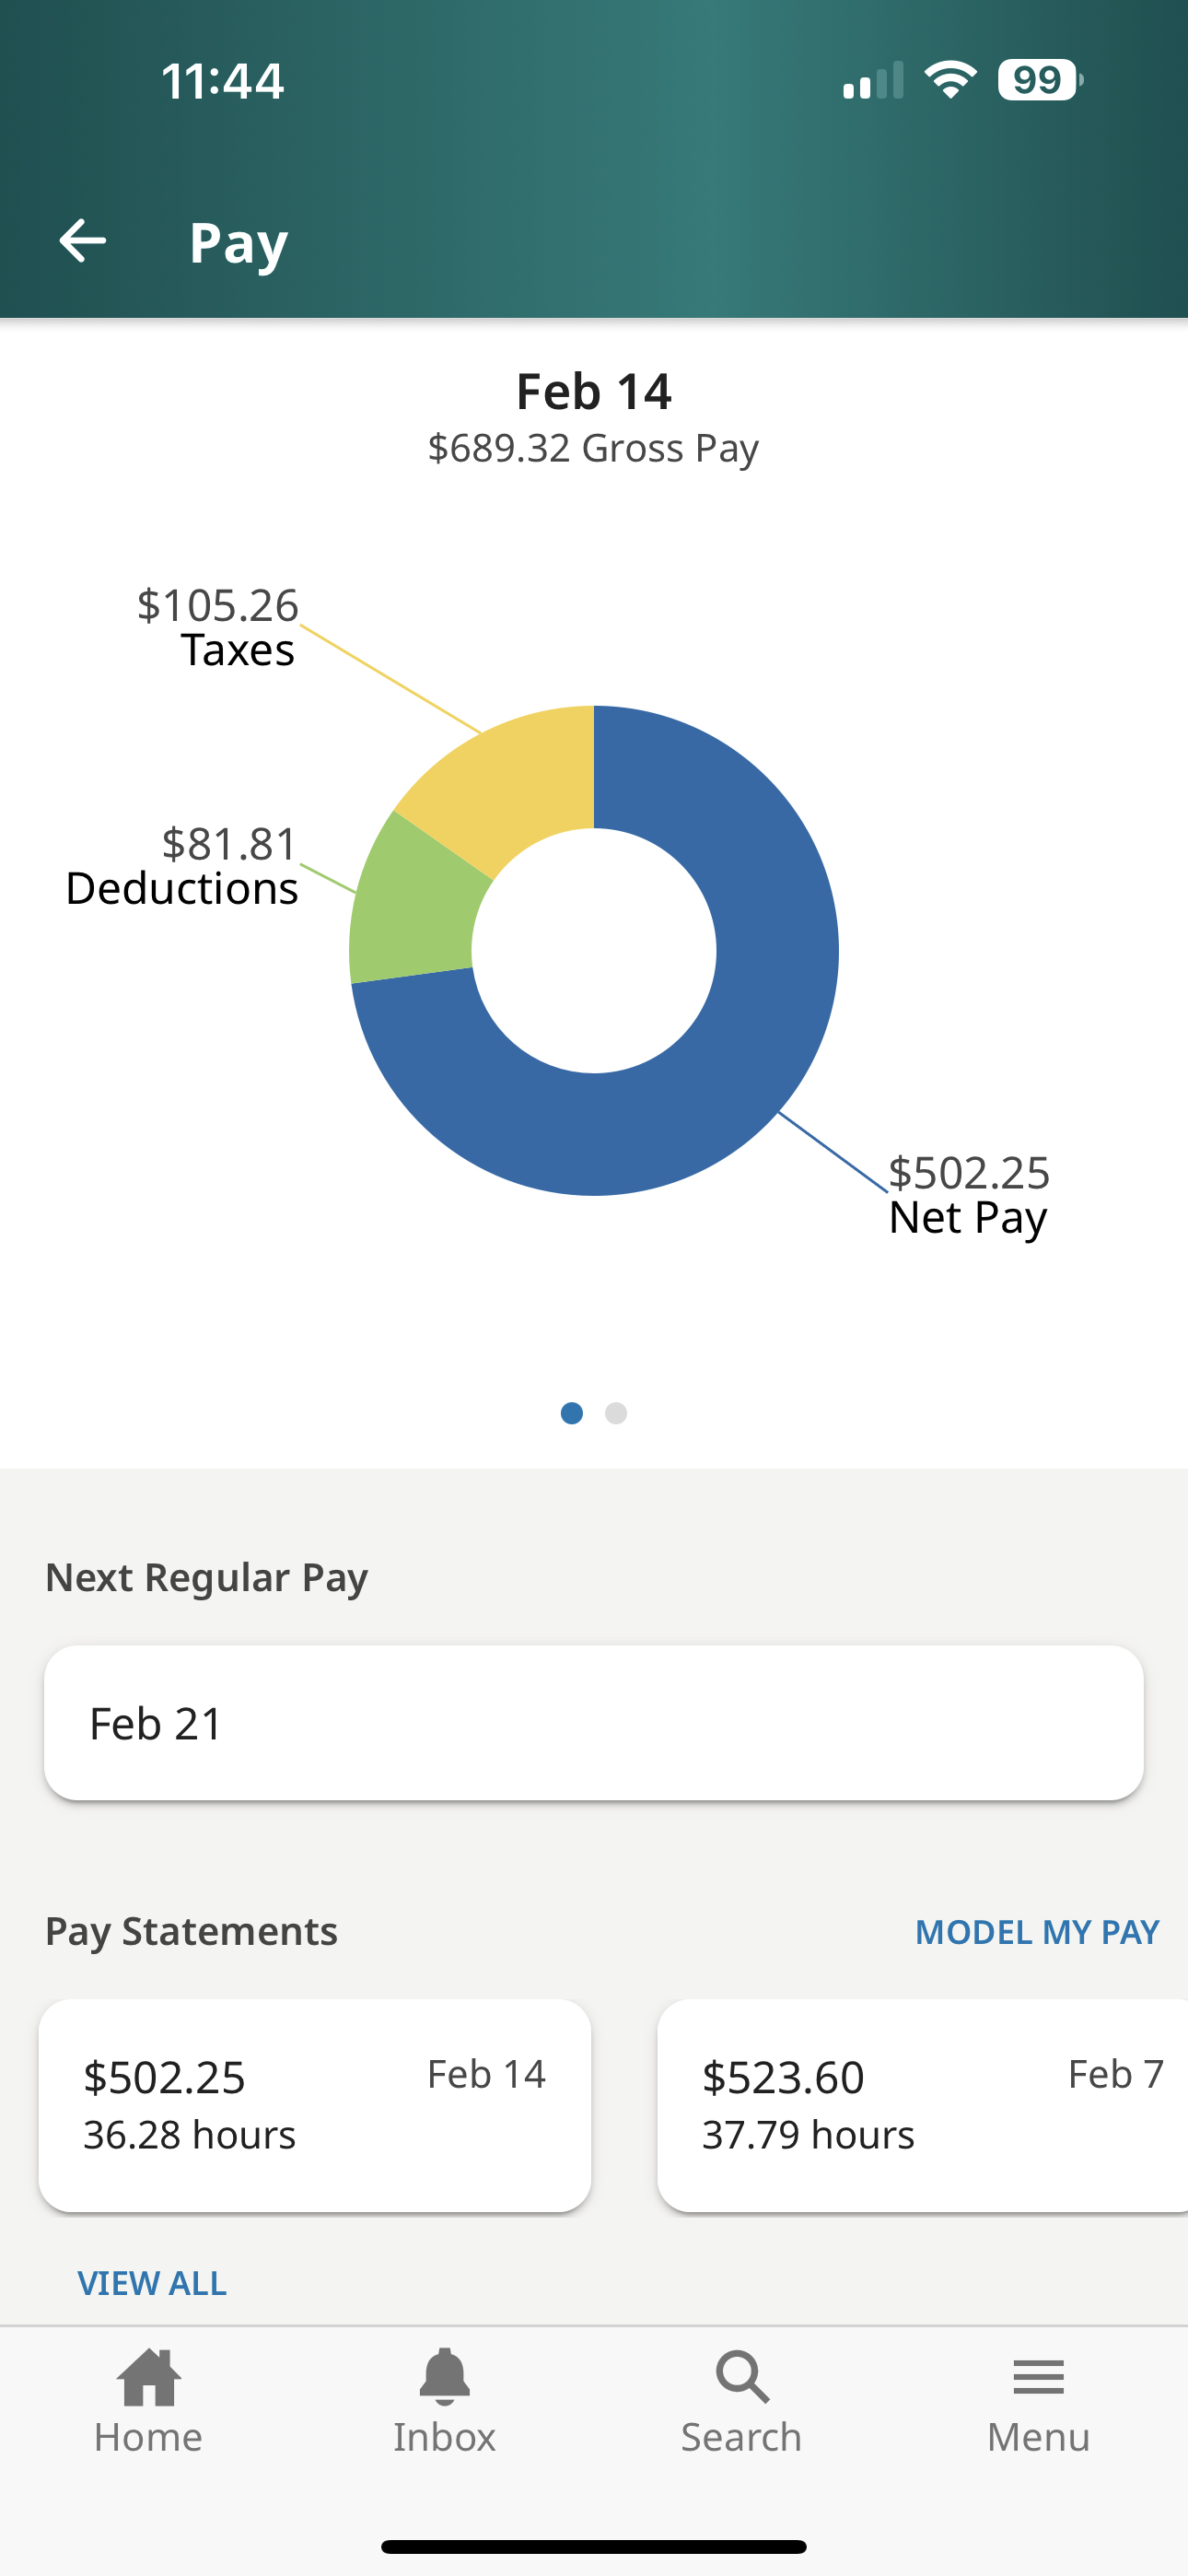 11:44
99
Pay
Feb 14
$689.32 Gross Pay
$105.26
Taxes
$81.81
Deductions
$502.25
Net Pay
Next Regular Pay
Feb 21
Pay Statements
MODEL MY PAY
$502.25
Feb 14
36.28 hours
$523.60
Feb 7
37.79 hours
VIEW ALL
Home
Inbox
Search
Menu